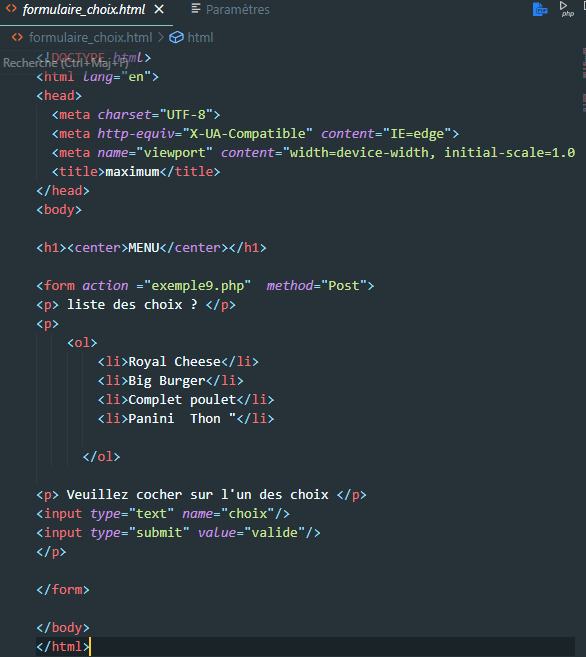 formulaire_choix.html × Paramètres
php
formulaire_choix.html > html
<!DOCTYPE html>
Recherche (Ctrl+Maj+F)
<html lang="en">
<head>
<meta charset="UTF-8">
<meta http-equiv="X-UA-Compatible" content="IE=edge">
<meta name="viewport" content="width=device-width, initial-scale=1.0
<title>maximum</title>
</head>
<body>
<h1><center>MENU</center></h1>
<form action ="exemple9.php"  method="Post">
<p> liste des choix ? </p>
<p>
<ol>
<li>Royal Cheese</li>
<li>Big Burger</li>
<li>Complet poulet</li>
<li>Panini  Thon "</li>
</ol>
<p> Veuillez cocher sur l'un des choix </p>
<input type="text" name="choix"/>
<input type="submit" value="valide"/>
</p>
</form>
</body>
</html>